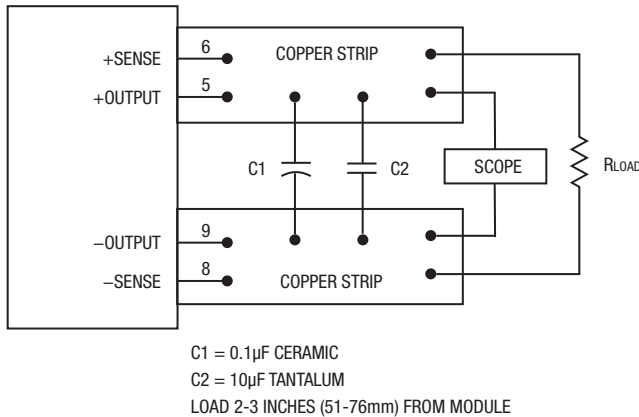 +SENSE
6
COPPER STRIP
+OUTPUT
5
C1
C2
SCOPE
RLOAD
−OUTPUT
9
−SENSE
8
COPPER STRIP
C1 = 0.1µF CERAMIC
C2 = 10µF TANTALUM
LOAD 2-3 INCHES (51-76mm) FROM MODULE